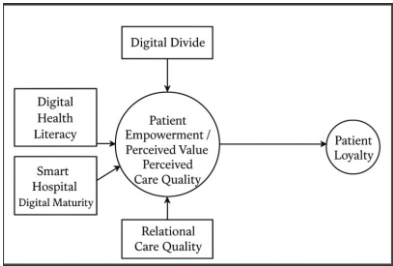 Digital Divide
Digital
Health
Literacy
Smart
Hospital
Digital Maturity
Patient
Empowerment /
Perceived Value
Perceived
Care Quality
Patient
Loyalty
Relational
Care Quality